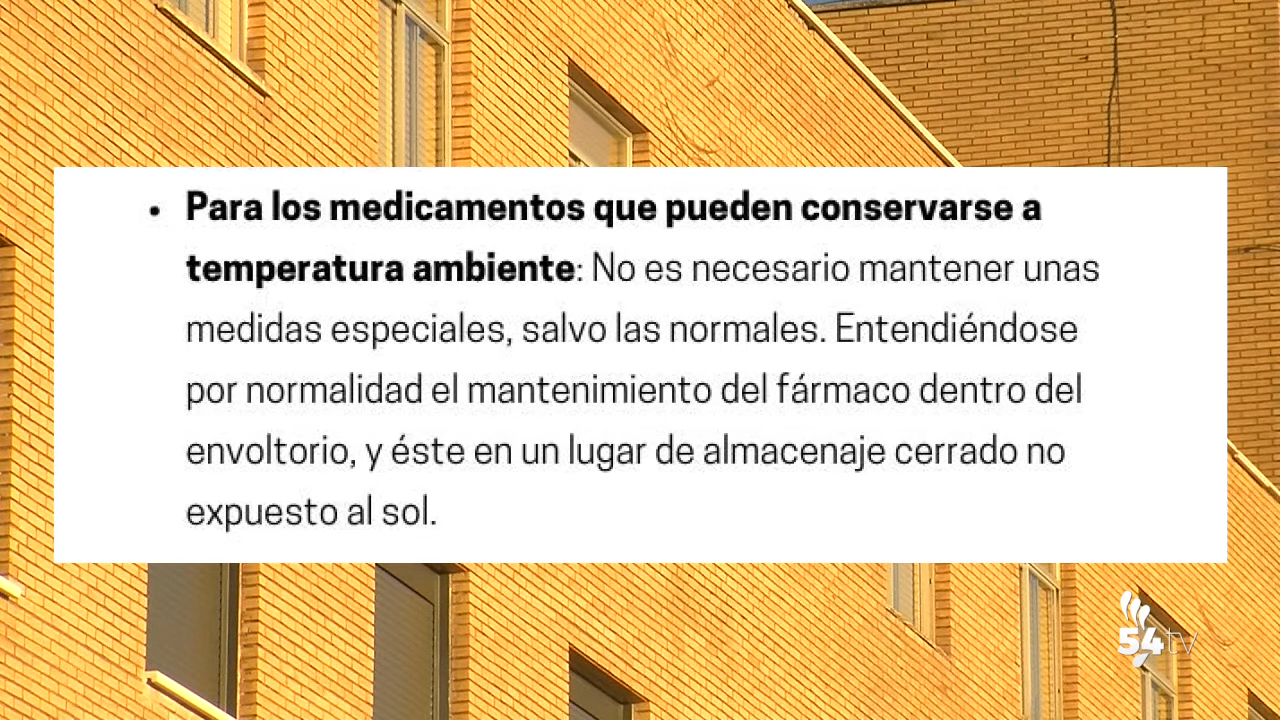 • Para los medicamentos que pueden conservarse a
temperatura ambiente: No es necesario mantener unas
medidas especiales, salvo las normales. Entendiéndose
por normalidad el mantenimiento del fármaco dentro del
envoltorio, y éste en un lugar de almacenaje cerrado no
expuesto al sol.
54tv